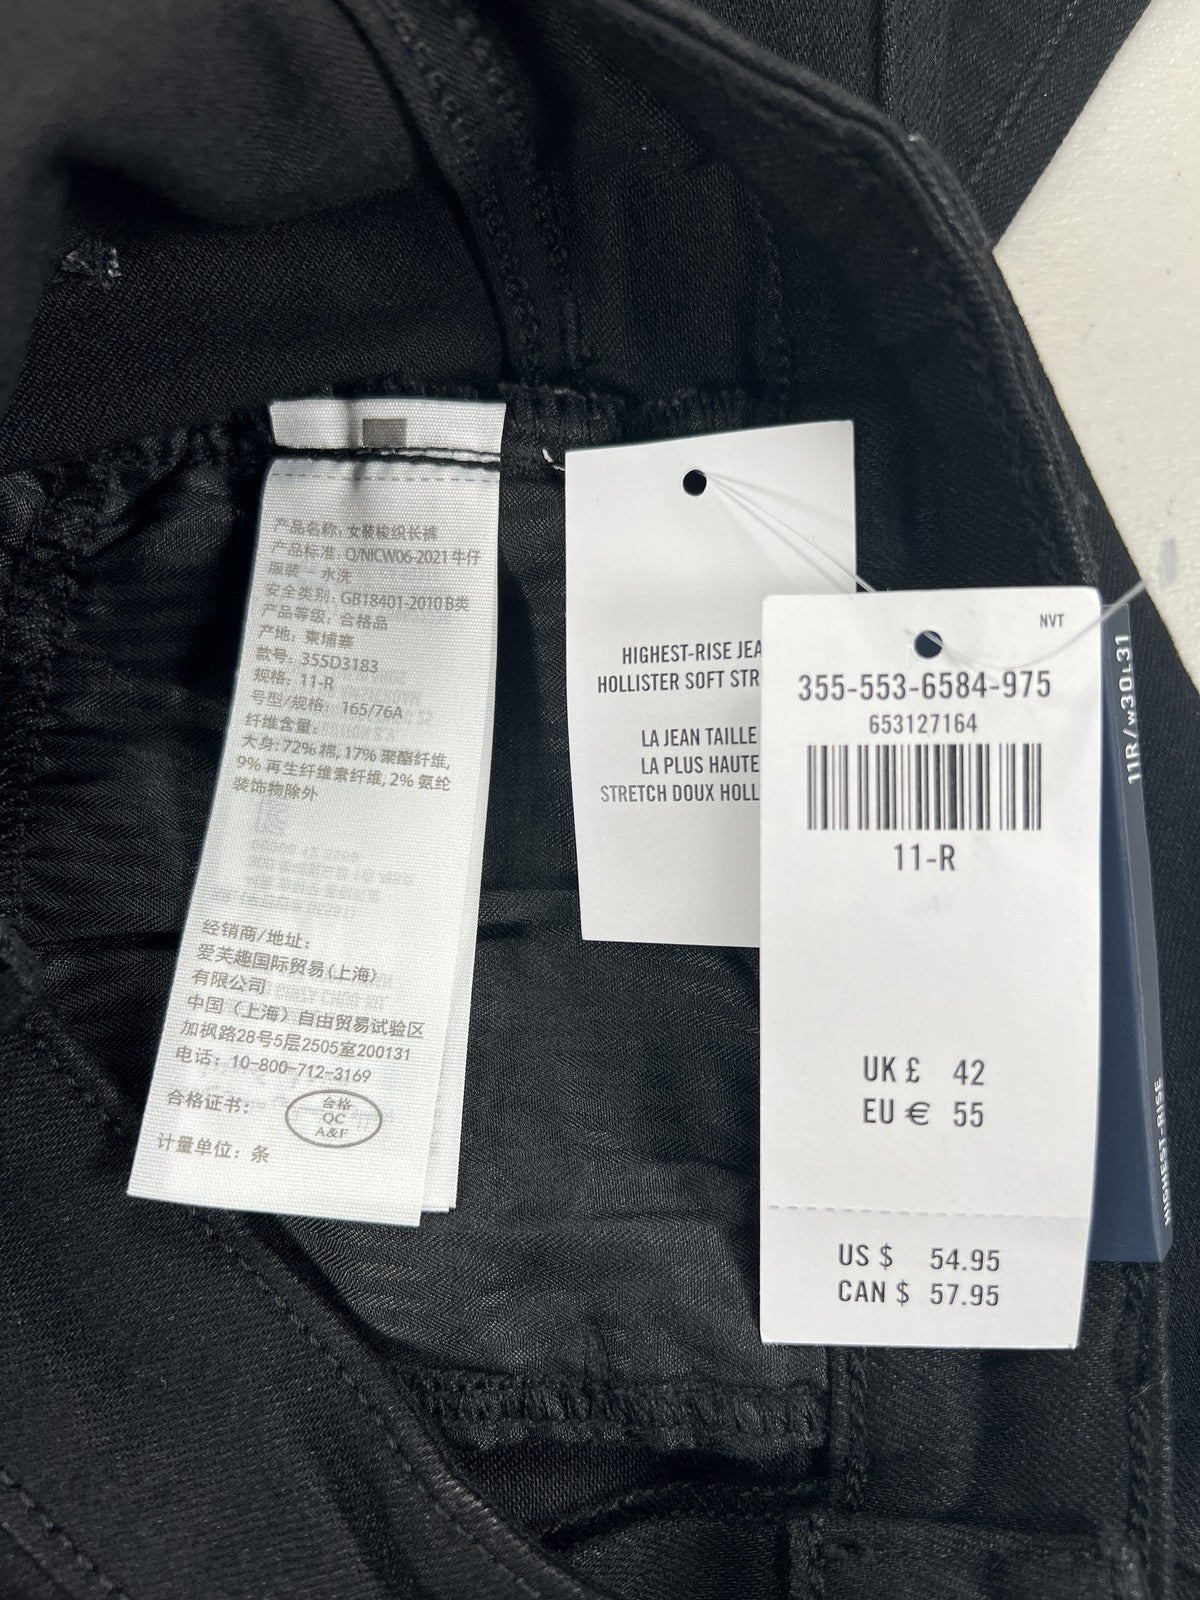 产品名称: 女装梭织长裤
产品标准: Q/NICW06-2021 牛仔
服装 - 水洗
安全类别: GB18401-2010 B类
产品等级: 合格品
产地: 柬埔寨
款号: 355D3183
规格: 11-R
号型/规格: 165/76A
纤维含量:
大身: 72% 棉, 17% 聚酯纤维,
9% 再生纤维素纤维, 2% 氨纶
装饰物除外
经销商/地址:
爱芙趣国际贸易(上海)
有限公司
中国(上海)自由贸易试验区
加枫路28号5层2505室200131
电话: 10-800-712-3169
合格证书:
合格
QC
A&F
计量单位: 条
HIGHEST-RISE JEA
HOLLISTER SOFT STR
LA JEAN TAILLE
LA PLUS HAUTE
STRETCH DOUX HOLL
NVT
355-553-6584-975
653127164
11-R
UK £ 42
EU € 55
US $ 54.95
CAN $ 57.95
11R/W30L31
HIGHEST-RISE